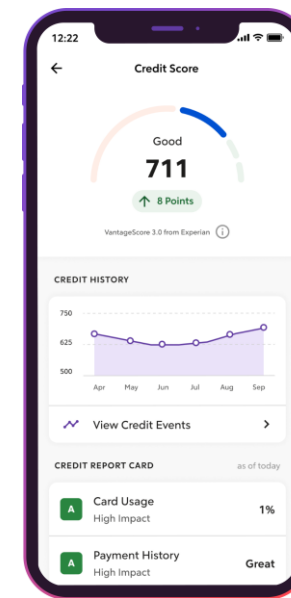 12:22
Credit Score
Good
711
8 Points
VantageScore 3.0 from Experian
CREDIT HISTORY
750
625
500
Apr May Jun Jul Aug Sep
View Credit Events
CREDIT REPORT CARD as of today
A Card Usage 1%
High Impact
A Payment History Great
High Impact